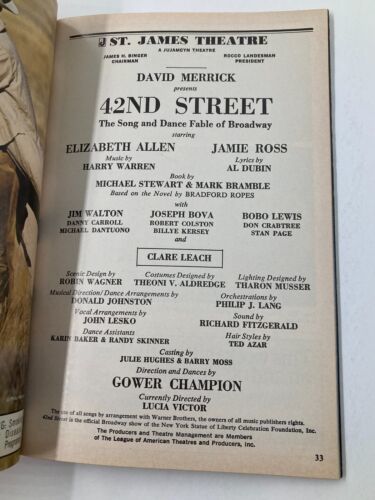 ST. JAMES THEATRE
A JUJAMCYN THEATRE
JAMES H. BINGER ROCCO LANDESMAN
CHAIRMAN PRESIDENT
DAVID MERRICK
presents
42ND STREET
The Song and Dance Fable of Broadway
starring
ELIZABETH ALLEN JAMIE ROSS
Music by Lyrics by
HARRY WARREN AL DUBIN
Book by
MICHAEL STEWART & MARK BRAMBLE
Based on the Novel by BRADFORD ROPES
with
JIM WALTON JOSEPH BOVA BOBO LEWIS
DANNY CARROLL ROBERT COLSTON DON CRABTREE
MICHAEL DANTUONO BILLYE KERSEY STAN PAGE
and
CLARE LEACH
Scenic Design by Costumes Designed by Lighting Designed by
ROBIN WAGNER THEONI V. ALDREDGE THARON MUSSER
Musical Direction/Dance Arrangements by Orchestrations by
DONALD JOHNSTON PHILIP J. LANG
Vocal Arrangements by Sound by
JOHN LESKO RICHARD FITZGERALD
Dance Assistants Hair Styles by
KARIN BAKER & RANDY SKINNER TED AZAR
Casting by
JULIE HUGHES & BARRY MOSS
Direction and Dances by
GOWER CHAMPION
Currently Directed by
LUCIA VICTOR
The use of all songs by arrangement with Warner Brothers, the owners of all music publishers rights.
42nd Street is the official Broadway show of the New York Statue of Liberty Celebration Foundation, Inc.
The Producers and Theatre Management are Members
of The League of American Theatres and Producers, Inc.
33